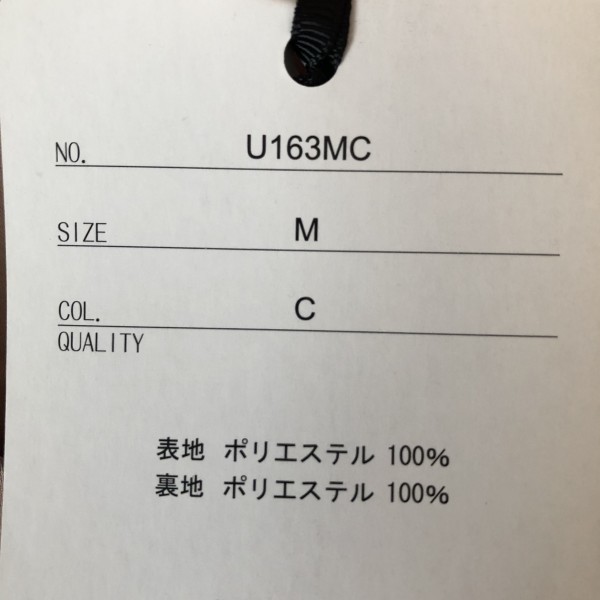 NO. U163MC
SIZE M
COL. C
QUALITY
表地 ポリエステル 100%
裏地 ポリエステル 100%